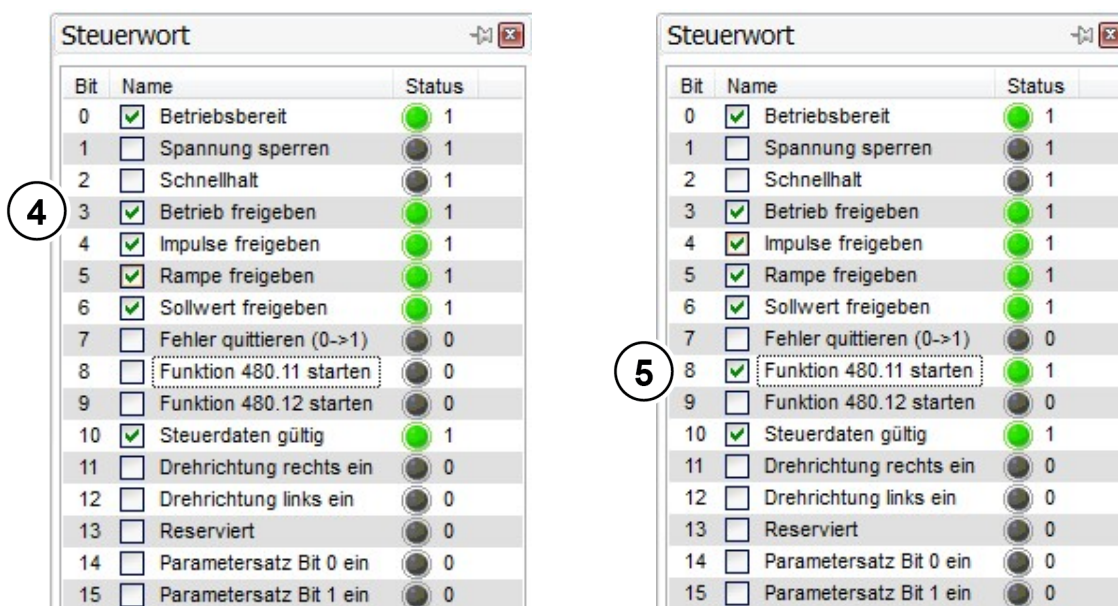 Steuerwort
Bit Name Status
0 Betriebsbereit 1
1 Spannung sperren 1
2 Schnellhalt 1
4 3 Betrieb freigeben 1
4 Impulse freigeben 1
5 Rampe freigeben 1
6 Sollwert freigeben 1
7 Fehler quittieren (0->1) 0
8 Funktion 480.11 starten 0
9 Funktion 480.12 starten 0
10 Steuerdaten gültig 1
11 Drehrichtung rechts ein 0
12 Drehrichtung links ein 0
13 Reserviert 0
14 Parametersatz Bit 0 ein 0
15 Parametersatz Bit 1 ein 0
Steuerwort
Bit Name Status
0 Betriebsbereit 1
1 Spannung sperren 1
2 Schnellhalt 1
3 Betrieb freigeben 1
4 Impulse freigeben 1
5 Rampe freigeben 1
6 Sollwert freigeben 1
7 Fehler quittieren (0->1) 0
5 8 Funktion 480.11 starten 1
9 Funktion 480.12 starten 0
10 Steuerdaten gültig 1
11 Drehrichtung rechts ein 0
12 Drehrichtung links ein 0
13 Reserviert 0
14 Parametersatz Bit 0 ein 0
15 Parametersatz Bit 1 ein 0